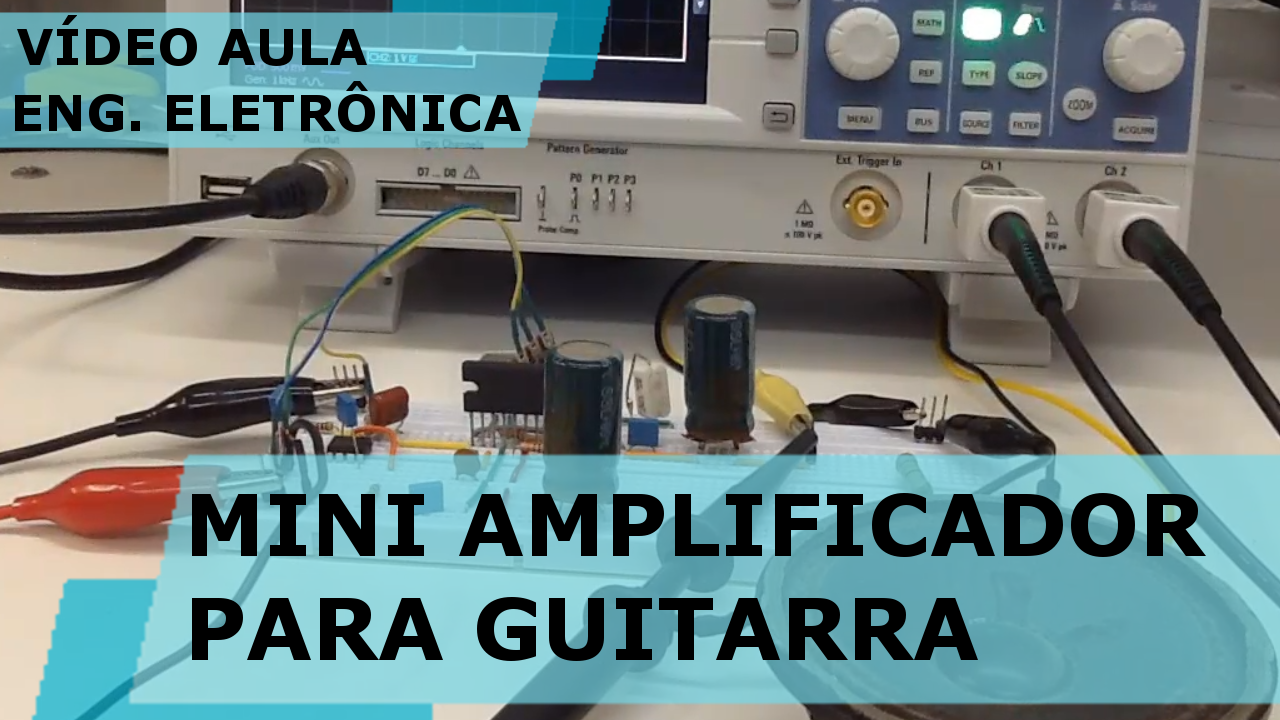 VÍDEO AULA
ENG. ELETRÔNICA
MATH
REF
TYPE
SLOPE
Scale
ZOOM
MENU
BUS
SOURCE
FILTER
ACQUIRE
Aux Out
Logic Channels
Pattern Generator
Ext. Trigger In
Ch 1
Ch 2
D7 ... D0
P0 P1 P2 P3
Probe Comp.
1 MΩ
MINI AMPLIFICADOR
PARA GUITARRA